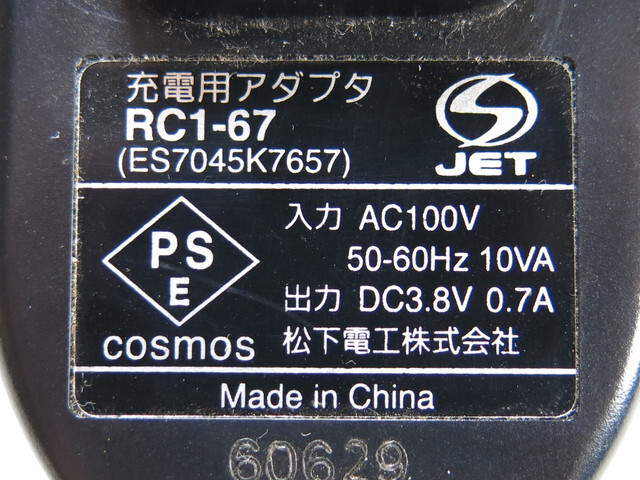 充電用アダプタ
RC1-67
(ES7045K7657)
JET
PS
E
cosmos
入力 AC100V
50-60Hz 10VA
出力 DC3.8V 0.7A
松下電工株式会社
Made in China
60629